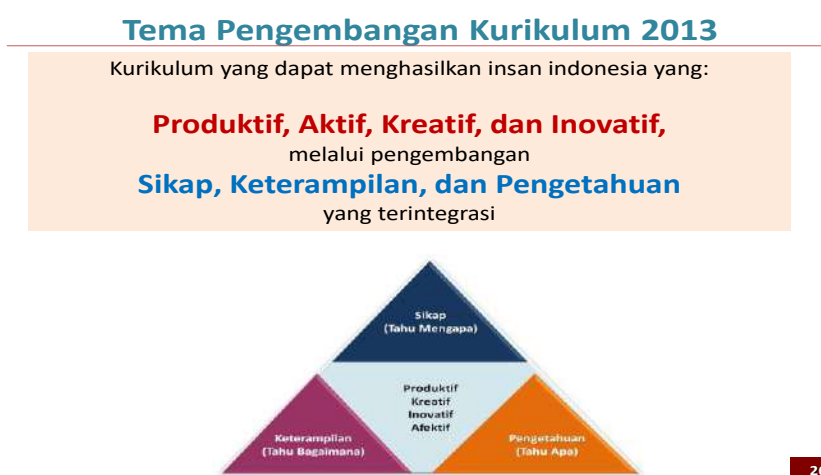 Tema Pengembangan Kurikulum 2013
Kurikulum yang dapat menghasilkan insan indonesia yang:
Produktif, Aktif, Kreatif, dan Inovatif,
melalui pengembangan
Sikap, Keterampilan, dan Pengetahuan
yang terintegrasi
Sikap
(Tahu Mengapa)
Produktif
Kreatif
Inovatif
Afektif
Keterampilan
(Tahu Bagaimana)
Pengetahuan
(Tahu Apa)